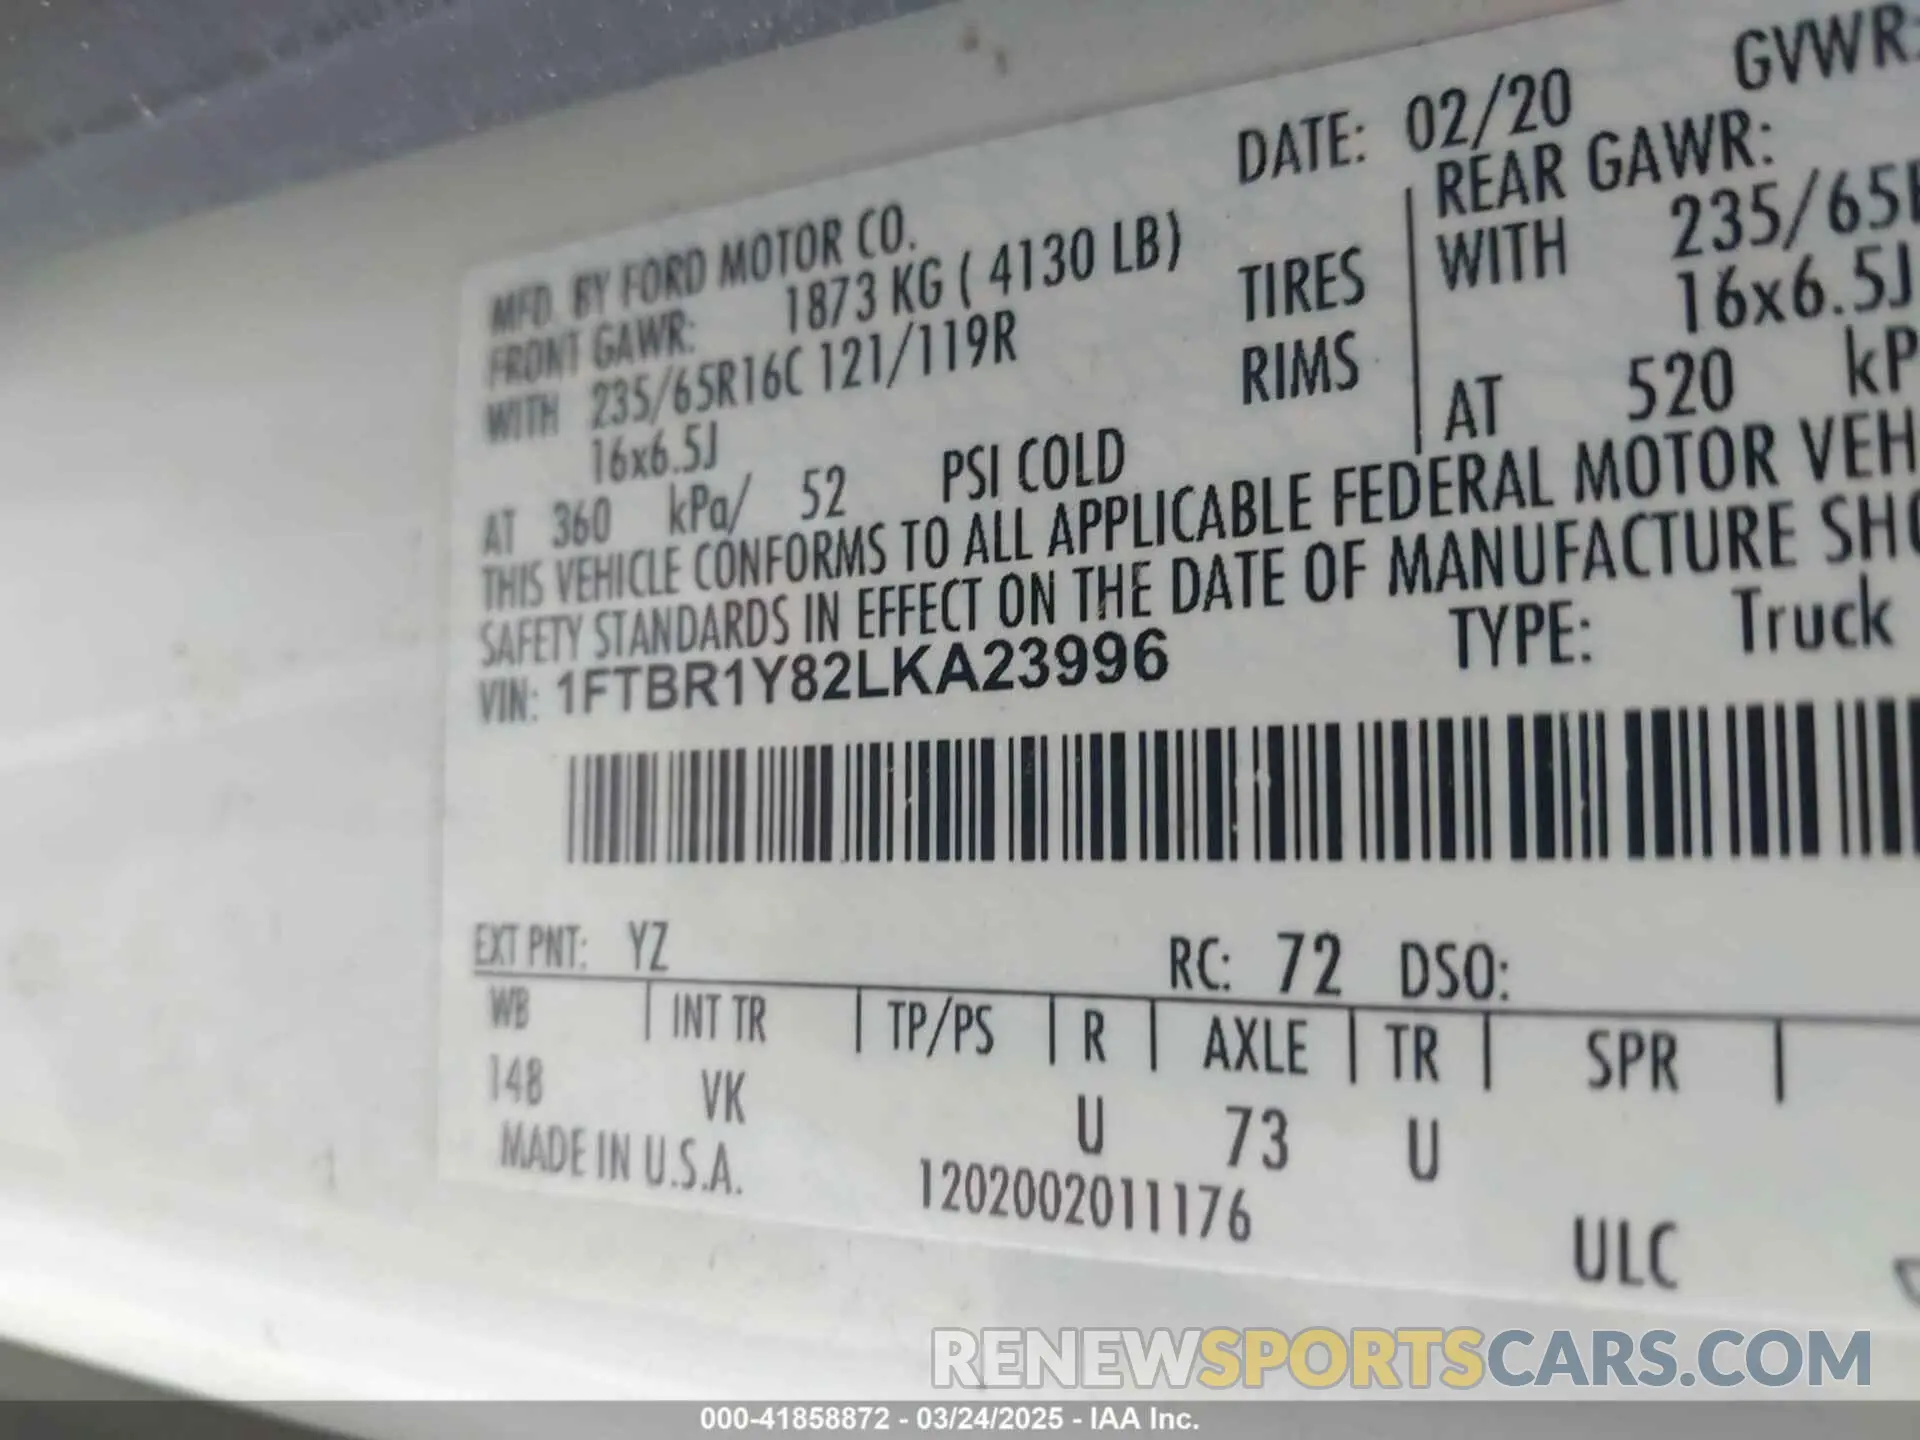 DATE: 02/20 GVWR:
MFD. BY FORD MOTOR CO.
FRONT GAWR: 1873 KG ( 4130 LB) REAR GAWR:
WITH 235/65R16C 121/119R TIRES WITH 235/65
16x6.5J RIMS 16x6.5J
AT 360 kPa/ 52 PSI COLD AT 520 kP
THIS VEHICLE CONFORMS TO ALL APPLICABLE FEDERAL MOTOR VEH
SAFETY STANDARDS IN EFFECT ON THE DATE OF MANUFACTURE SHO
VIN: 1FTBR1Y82LKA23996 TYPE: Truck
EXT PNT: YZ RC: 72 DSO:
WB | INT TR | TP/PS | R | AXLE | TR | SPR |
148 VK U 73 U
MADE IN U.S.A. 1202002011176 ULC
RENEWSPORTSCARS.COM
000-41858872 - 03/24/2025 - IAA Inc.